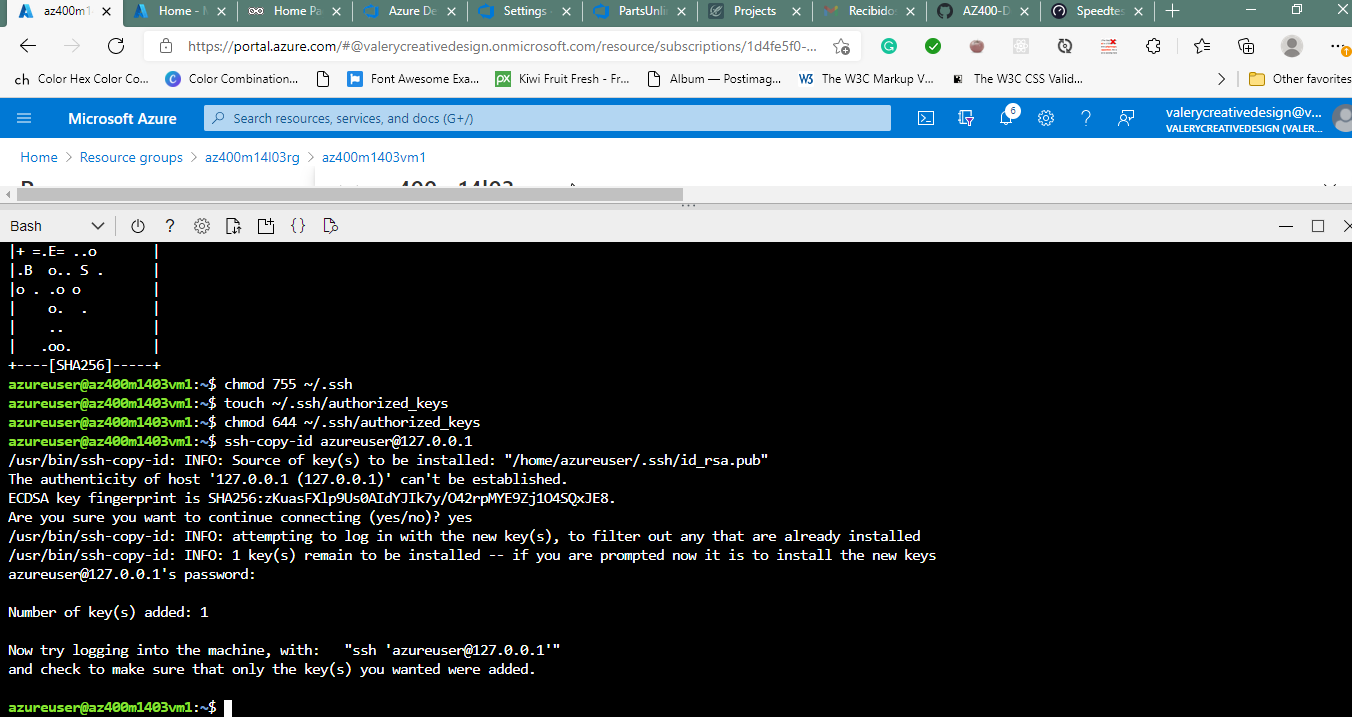 az400m1
Home - M
Home Pa
Azure De
Settings
PartsUnli
Projects
Recibido
AZ400-D
Speedtes
https://portal.azure.com/#@valerycreativedesign.onmicrosoft.com/resource/subscriptions/1d4fe5f0-...
ch Color Hex Color Co...
C Color Combination...
Font Awesome Exa...
px Kiwi Fruit Fresh - Fr...
Album — Postimag...
W3 The W3C Markup V...
The W3C CSS Valid...
Other favorites
Microsoft Azure
Search resources, services, and docs (G+/)
6
valerycreativedesign@v...
VALERYCREATIVEDESIGN (VALER...
Home > Resource groups > az400m14l03rg > az400m1403vm1
Bash
|+ =.E= ..o       |
|.B  o.. S .      |
|o . .o o         |
|    o.  .        |
|    ..           |
|   .oo.          |
+----[SHA256]-----+
azureuser@az400m1403vm1:~$ chmod 755 ~/.ssh
azureuser@az400m1403vm1:~$ touch ~/.ssh/authorized_keys
azureuser@az400m1403vm1:~$ chmod 644 ~/.ssh/authorized_keys
azureuser@az400m1403vm1:~$ ssh-copy-id azureuser@127.0.0.1
/usr/bin/ssh-copy-id: INFO: Source of key(s) to be installed: "/home/azureuser/.ssh/id_rsa.pub"
The authenticity of host '127.0.0.1 (127.0.0.1)' can't be established.
ECDSA key fingerprint is SHA256:zKuasFXlp9Us0AIdYJIk7y/O42rpMYE9Zj1O4SQxJE8.
Are you sure you want to continue connecting (yes/no)? yes
/usr/bin/ssh-copy-id: INFO: attempting to log in with the new key(s), to filter out any that are already installed
/usr/bin/ssh-copy-id: INFO: 1 key(s) remain to be installed -- if you are prompted now it is to install the new keys
azureuser@127.0.0.1's password:
Number of key(s) added: 1
Now try logging into the machine, with:   "ssh 'azureuser@127.0.0.1'"
and check to make sure that only the key(s) you wanted were added.
azureuser@az400m1403vm1:~$